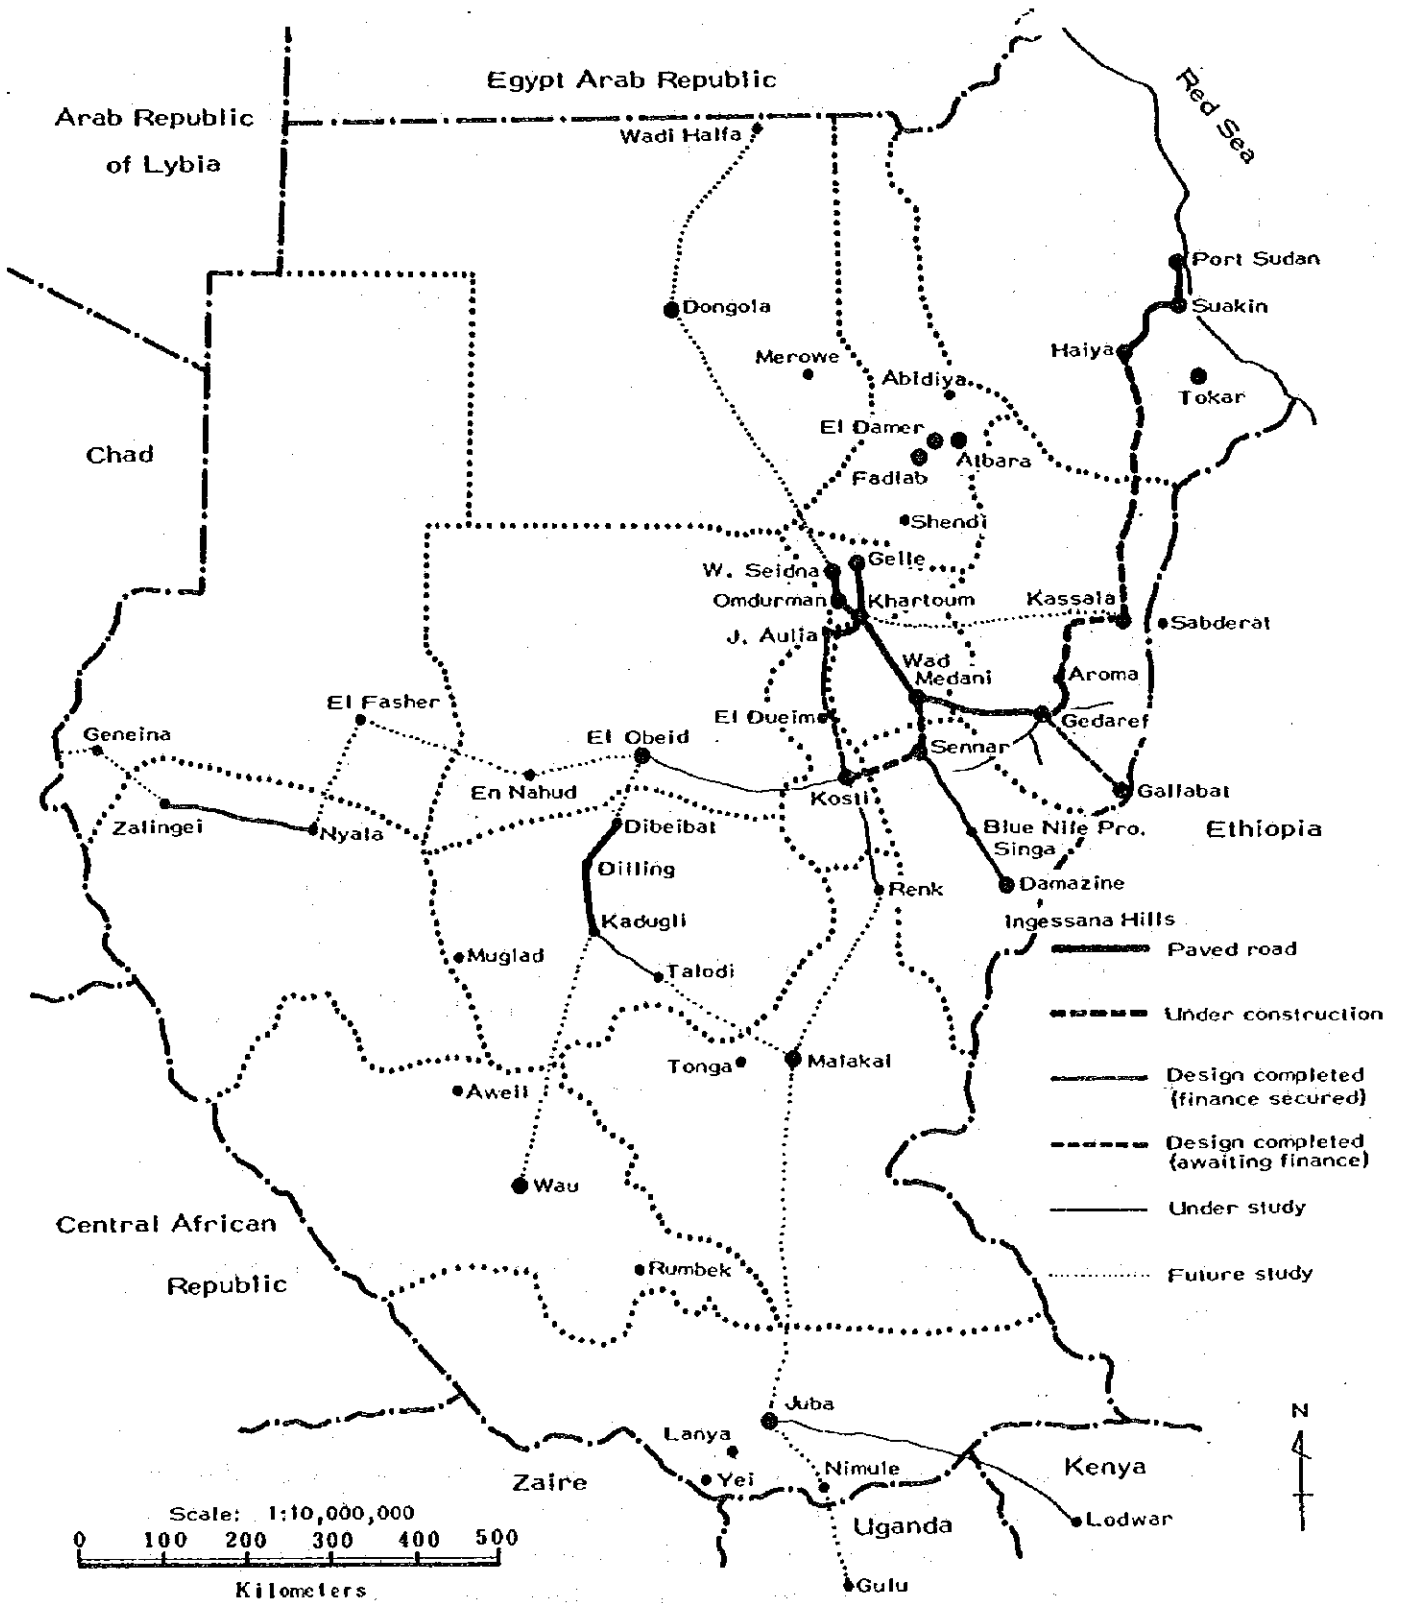 Egypt Arab Republic
Arab Republic
of Lybia
Red Sea
Wadi Halfa
Port Sudan
Suakin
Dongola
Haiya
Merowe
Abidiya
Tokar
El Damer
Chad
Atbara
Fadlab
Shendi
Gelle
W. Seidna
Omdurman
Khartoum
Kassala
Sabderat
J. Aulia
Wad
Medani
Aroma
El Fasher
El Dueim
Gedaref
Geneina
El Obeid
Sennar
En Nahud
Kosti
Gallabat
Zalingei
Nyala
Dibeibat
Blue Nile Pro.
Singa
Ethiopia
Dilling
Renk
Damazine
Kadugli
Ingessana Hills
Paved road
Muglad
Talodi
Under construction
Tonga
Malakal
Design completed
(finance secured)
Aweil
Design completed
(awaiting finance)
Wau
Under study
Central African
Republic
Rumbek
Future study
Juba
N
Lanya
Zaire
Yei
Nimule
Kenya
Scale: 1:10,000,000
0 100 200 300 400 500
Kilometers
Uganda
Lodwar
Gulu